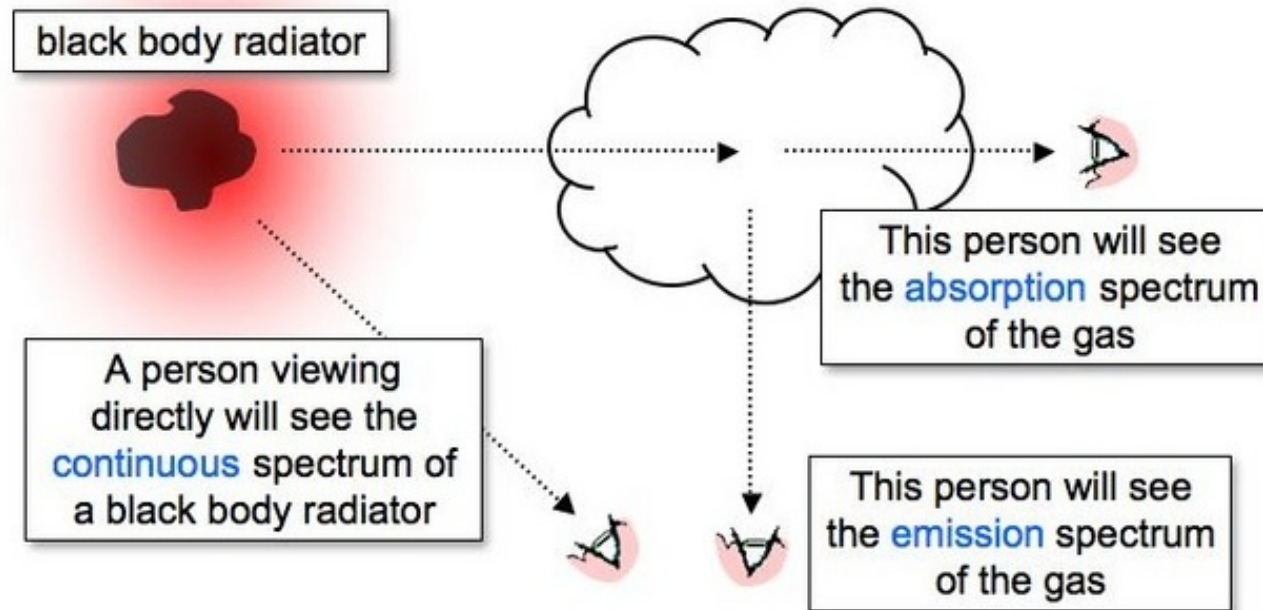 black body radiator
This person will see
the absorption spectrum
of the gas
A person viewing
directly will see the
continuous spectrum of
a black body radiator
This person will see
the emission spectrum
of the gas